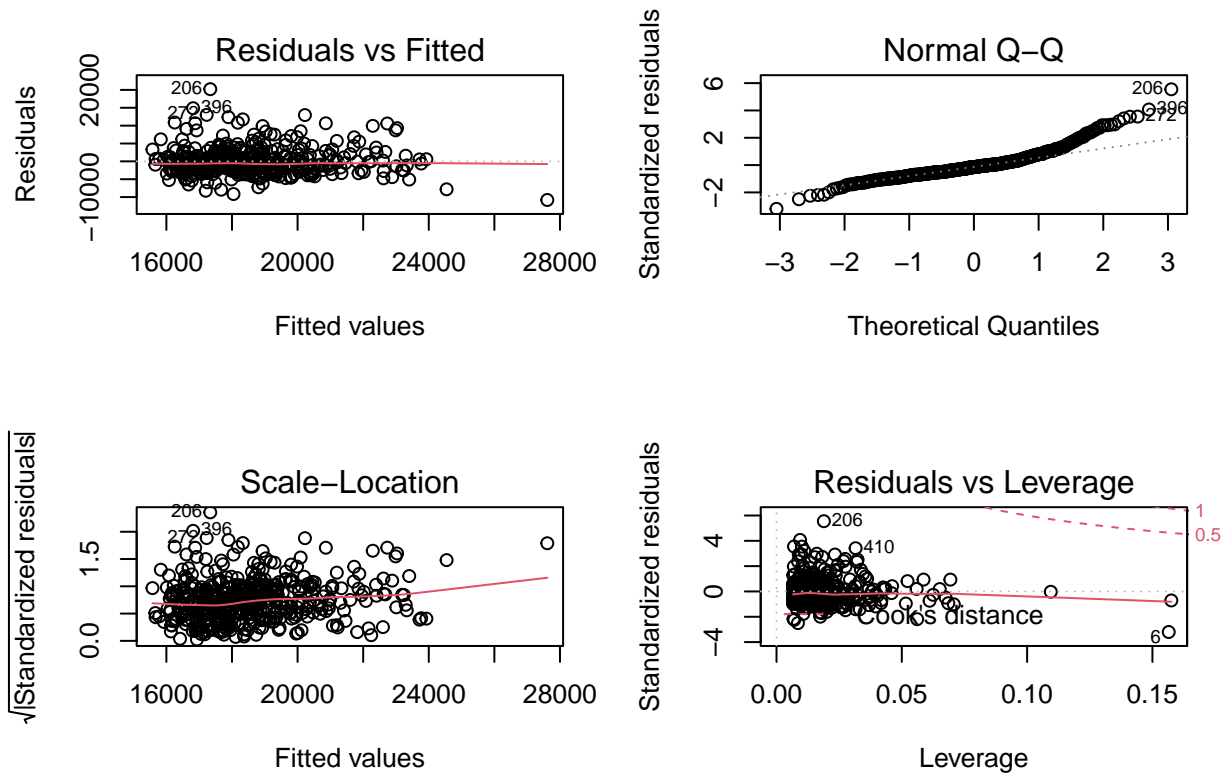 Residuals vs Fitted
Residuals
−10000 20000
206
272 396
16000 20000 24000 28000
Fitted values
Normal Q−Q
Standardized residuals
−2 2 6
206
396
272
−3 −2 −1 0 1 2 3
Theoretical Quantiles
Scale−Location
√|Standardized residuals|
0.0 1.5
206
272 396
16000 20000 24000 28000
Fitted values
Residuals vs Leverage
Standardized residuals
−4 0 4
206
410
6
Cook's distance
1
0.5
0.00 0.05 0.10 0.15
Leverage